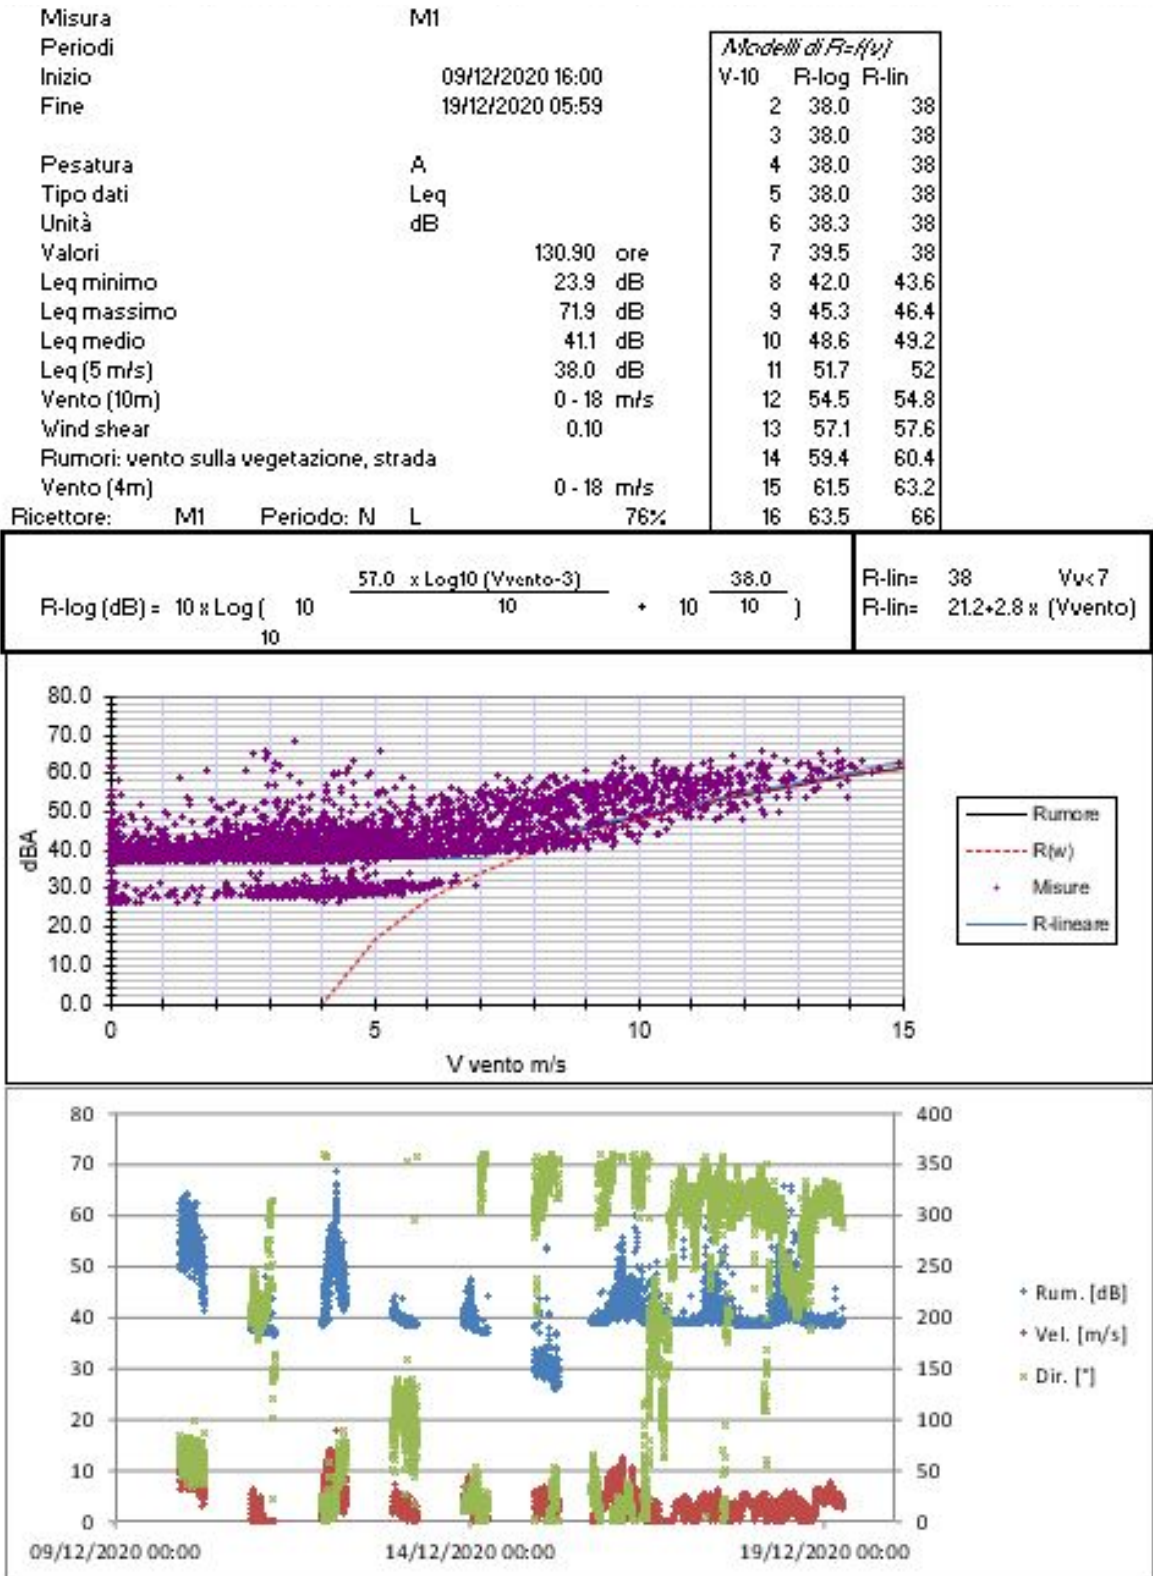 Misura M1
Periodi
Inizio 09/12/2020 16:00
Fine 19/12/2020 05:59
Pesatura A
Tipo dati Leq
Unità dB
Valori 130.90 ore
Leq minimo 23.9 dB
Leq massimo 71.9 dB
Leq medio 41.1 dB
Leq (5 m/s) 38.0 dB
Vento (10m) 0 - 18 m/s
Wind shear 0.10
Rumori: vento sulla vegetazione, strada
Vento (4m) 0 - 18 m/s
Ricettore: M1 Periodo: N L 76%
Modelli di R=f(v)
V-10 R-log R-lin
2 38.0 38
3 38.0 38
4 38.0 38
5 38.0 38
6 38.3 38
7 39.5 38
8 42.0 43.6
9 45.3 46.4
10 48.6 49.2
11 51.7 52
12 54.5 54.8
13 57.1 57.6
14 59.4 60.4
15 61.5 63.2
16 63.5 66
57.0 x Log10 (Vvento-3) 38.0
R-log (dB) = 10 x Log ( 10 10 + 10 10 )
10
R-lin= 38 Vv<7
R-lin= 21.2+2.8 x (Vvento)
80.0
70.0
60.0
50.0
40.0
30.0
20.0
10.0
0.0
dBA
0 5 10 15
V vento m/s
Rumore
R(w)
Misure
R-lineare
80 400
70 350
60 300
50 250
40 200
30 150
20 100
10 50
0 0
09/12/2020 00:00 14/12/2020 00:00 19/12/2020 00:00
Rum. [dB]
Vel. [m/s]
Dir. [°]